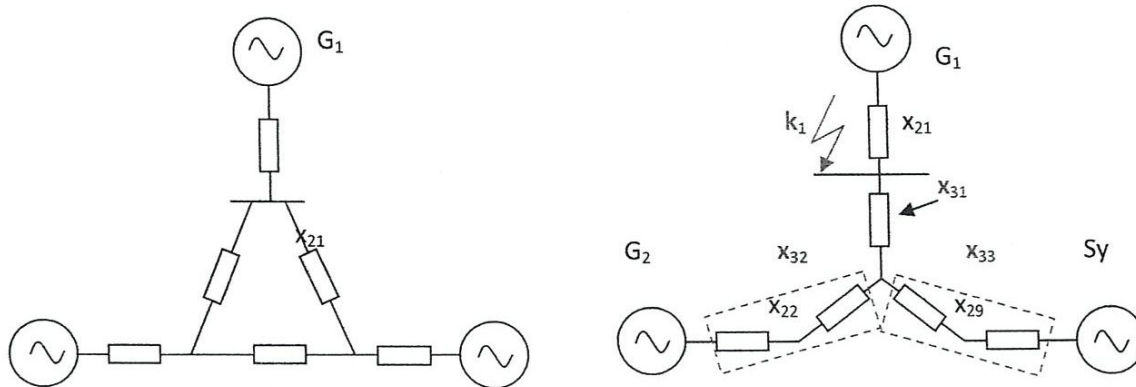 G₁
x₂₁
G₁
k₁
x₂₁
x₃₁
G₂
x₃₂
x₃₃
Sy
x₂₂
x₂₉